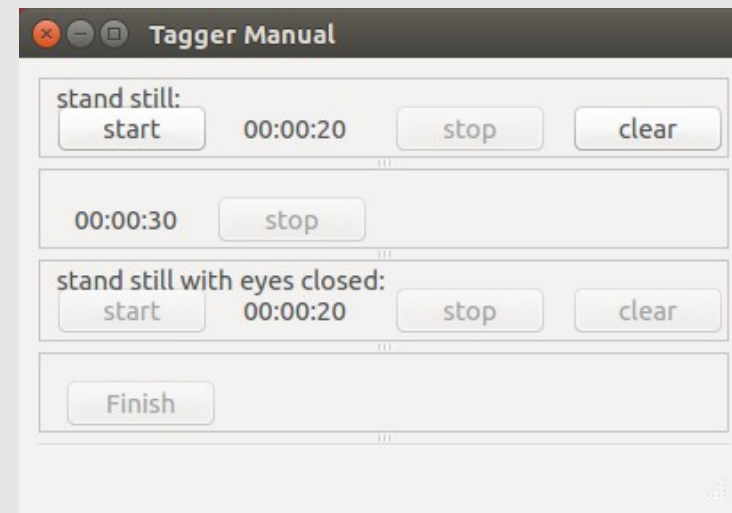 Tagger Manual
stand still:
start 00:00:20 stop clear
00:00:30 stop
stand still with eyes closed:
start 00:00:20 stop clear
Finish